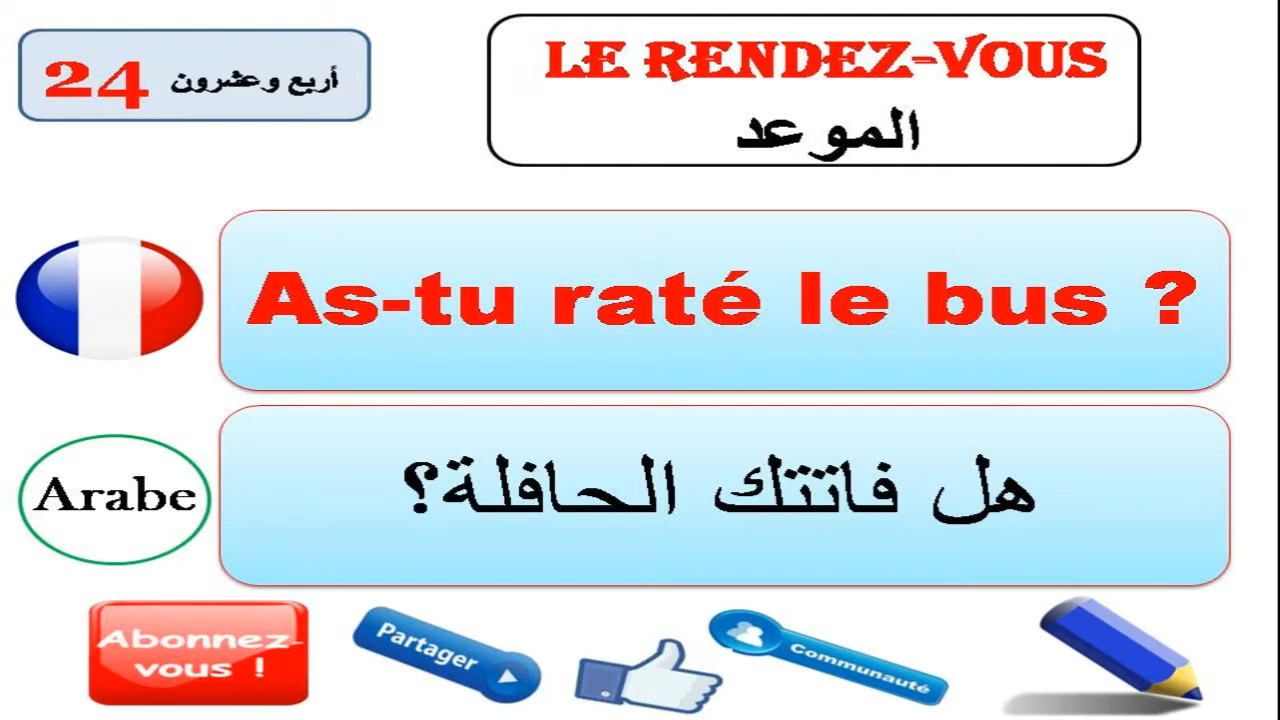 24 أربع وعشرون
LE RENDEZ-VOUS
الموعد
As-tu raté le bus ?
Arabe
هل فاتتك الحافلة؟
Abonnez-
vous !
Partager
Communauté